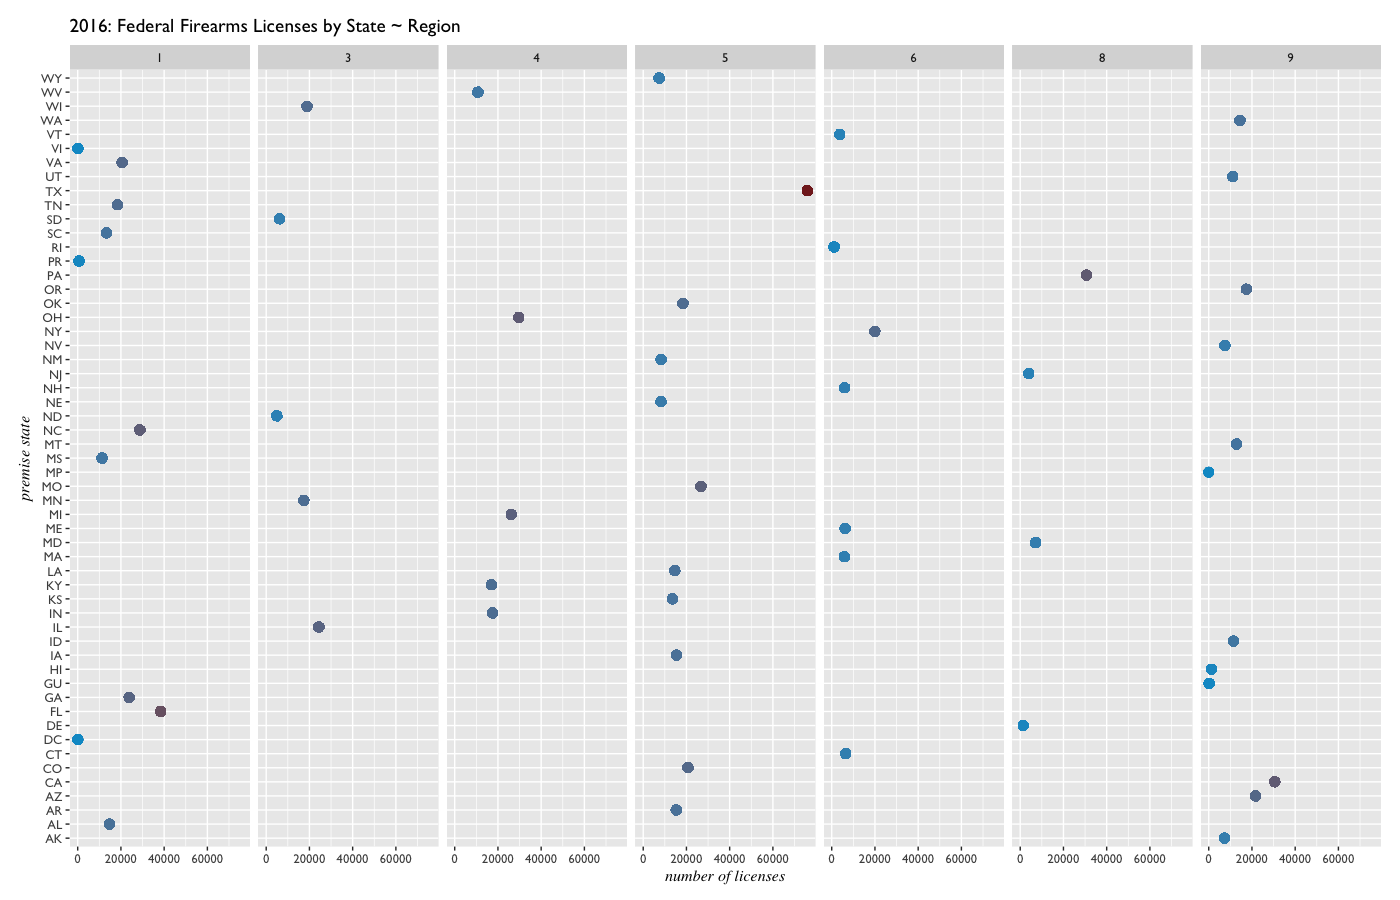 2016: Federal Firearms Licenses by State ~ Region
1 3 4 5 6 8 9
WY
WV
WI
WA
VT
VI
VA
UT
TX
TN
SD
SC
RI
PR
PA
OR
OK
OH
NY
NV
NM
NJ
NH
NE
ND
NC
MT
MS
MP
MO
MN
MI
ME
MD
MA
LA
KY
KS
IN
IL
ID
IA
HI
GU
GA
FL
DE
DC
CT
CO
CA
AZ
AR
AL
AK
premise state
0 20000 40000 60000 0 20000 40000 60000 0 20000 40000 60000 0 20000 40000 60000 0 20000 40000 60000 0 20000 40000 60000 0 20000 40000 60000
number of licenses